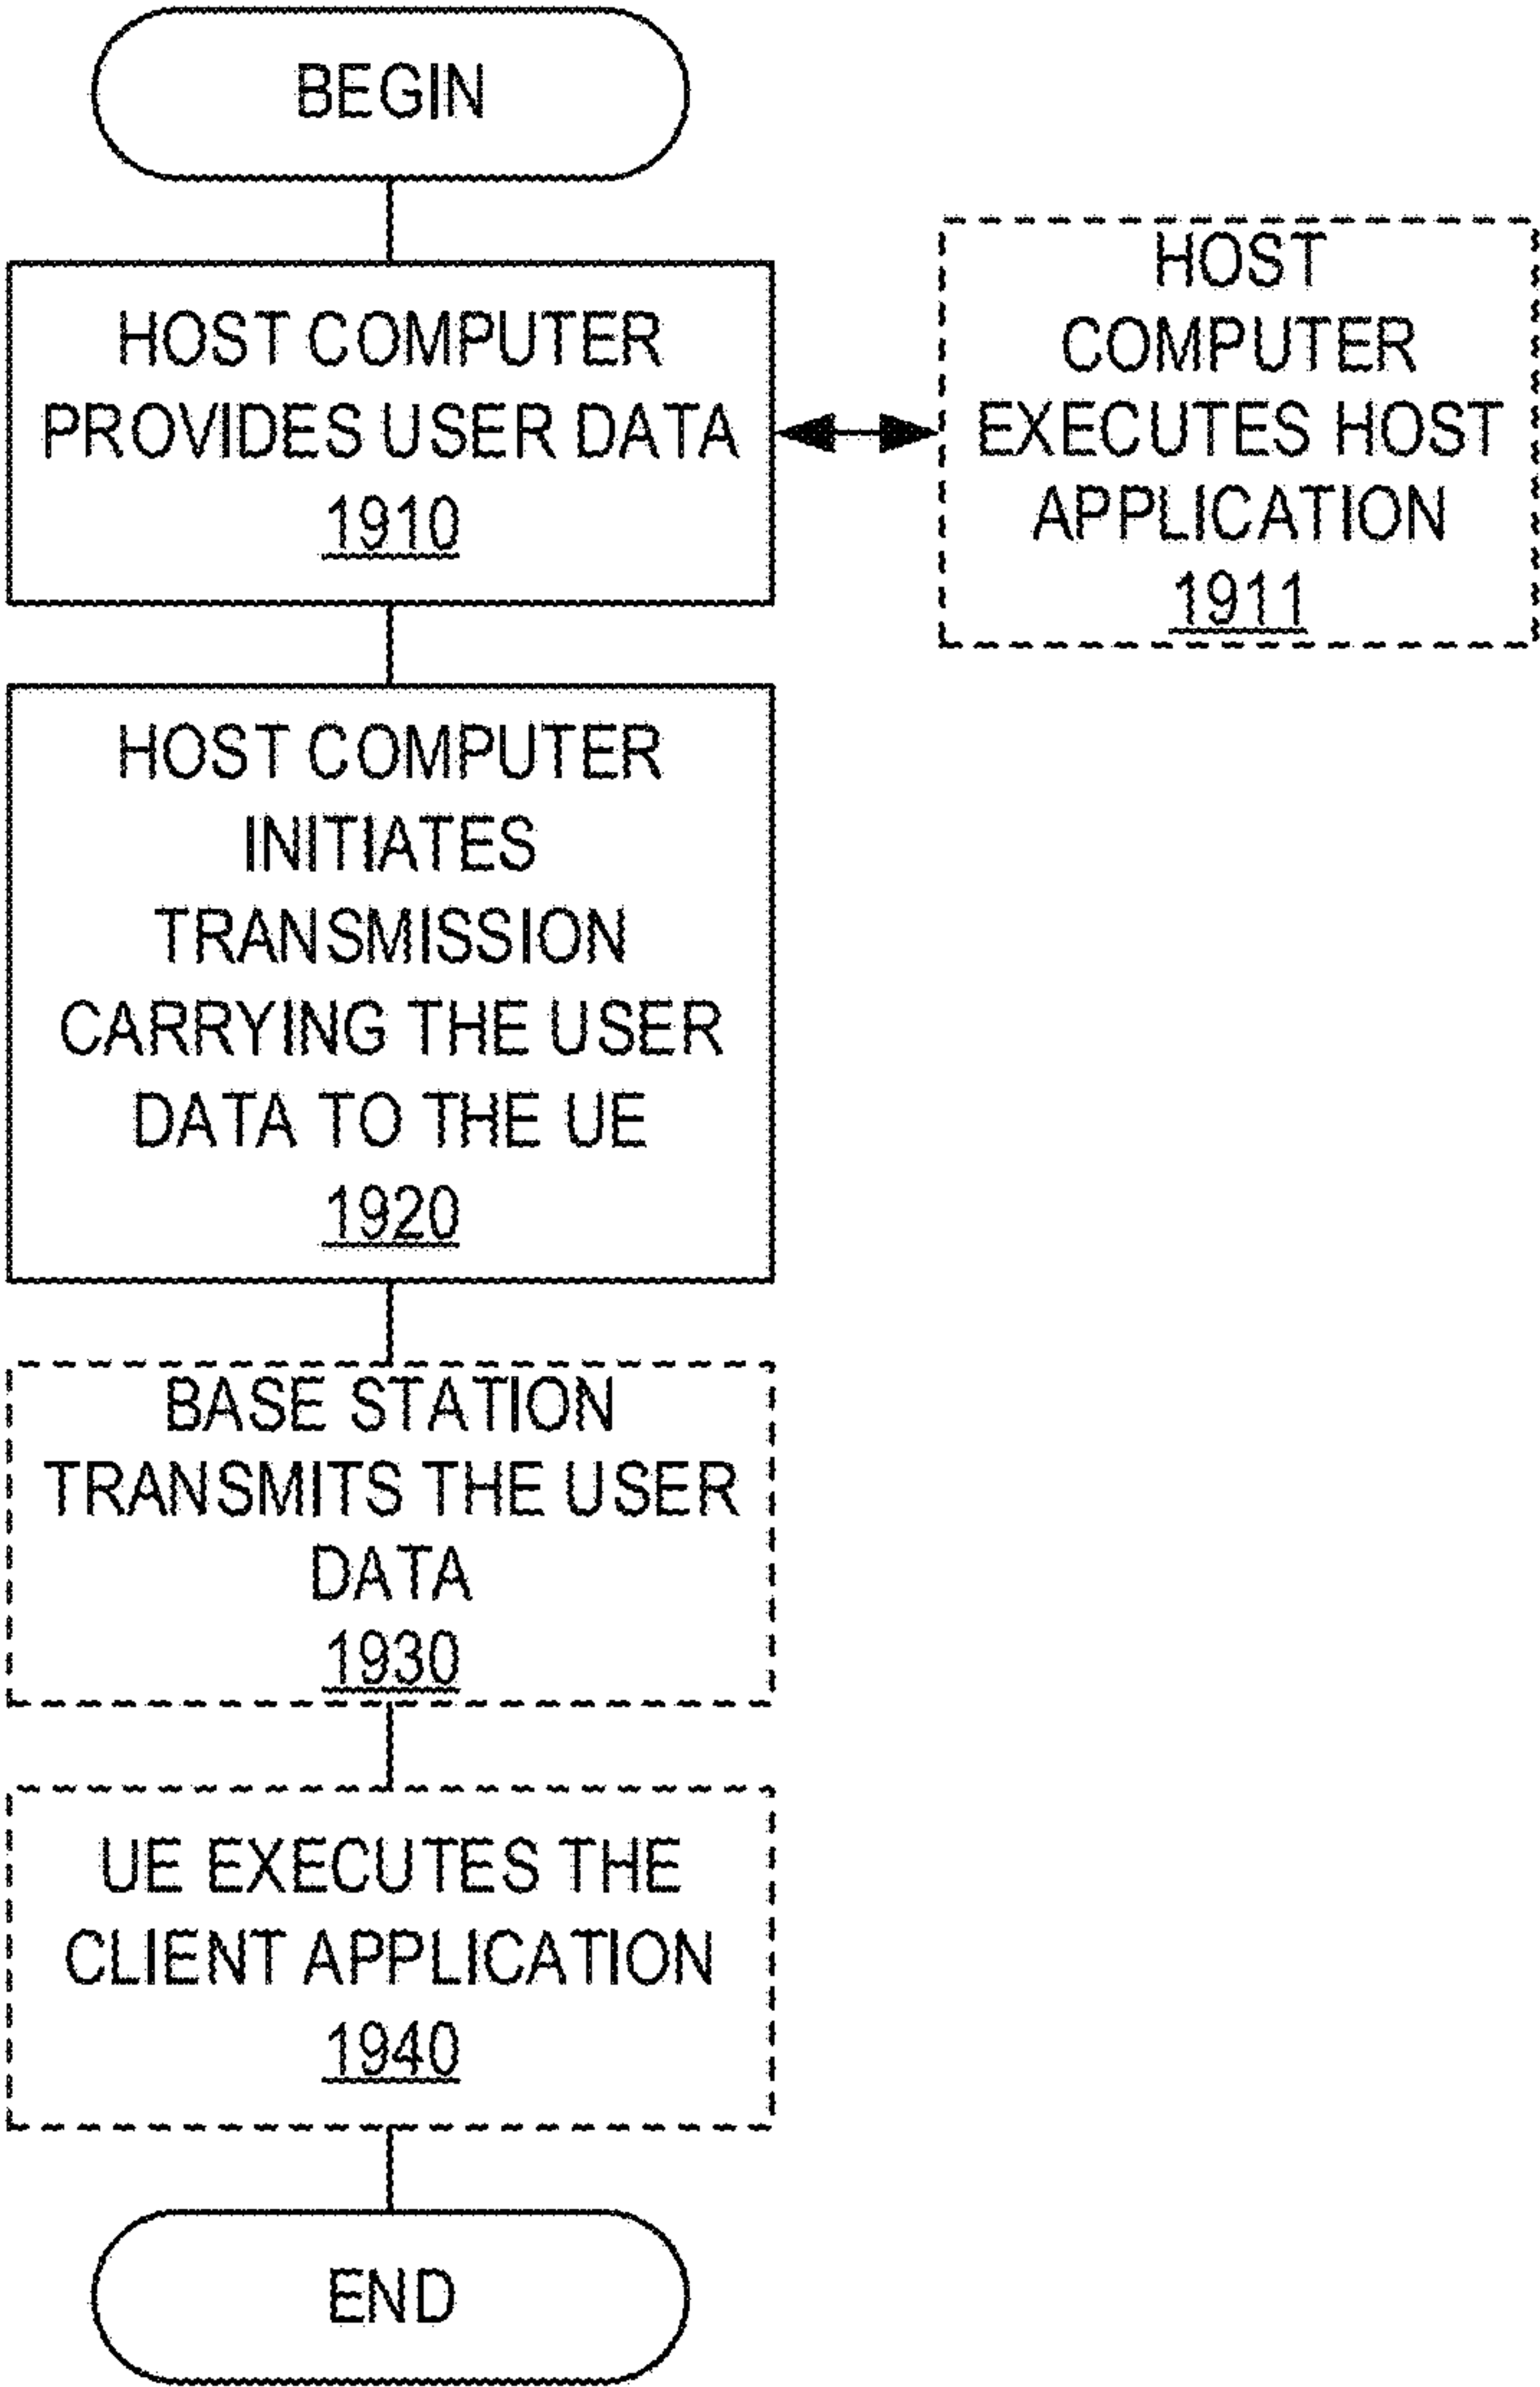 BEGIN
HOST COMPUTER
PROVIDES USER DATA
1910
HOST
COMPUTER
EXECUTES HOST
APPLICATION
1911
HOST COMPUTER
INITIATES
TRANSMISSION
CARRYING THE USER
DATA TO THE UE
1920
BASE STATION
TRANSMITS THE USER
DATA
1930
UE EXECUTES THE
CLIENT APPLICATION
1940
END